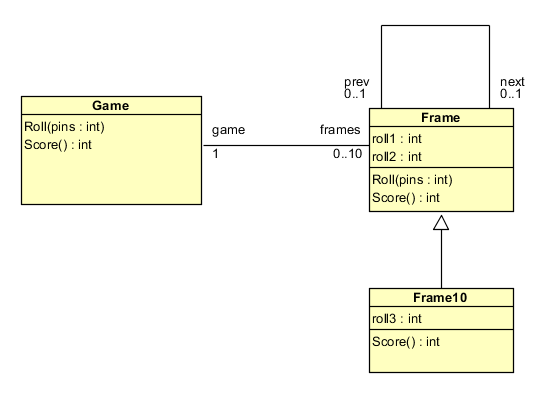 prev
0..1
next
0..1
Game
Roll(pins : int)
Score() : int
game
1
frames
0..10
Frame
roll1 : int
roll2 : int
Roll(pins : int)
Score() : int
Frame10
roll3 : int
Score() : int